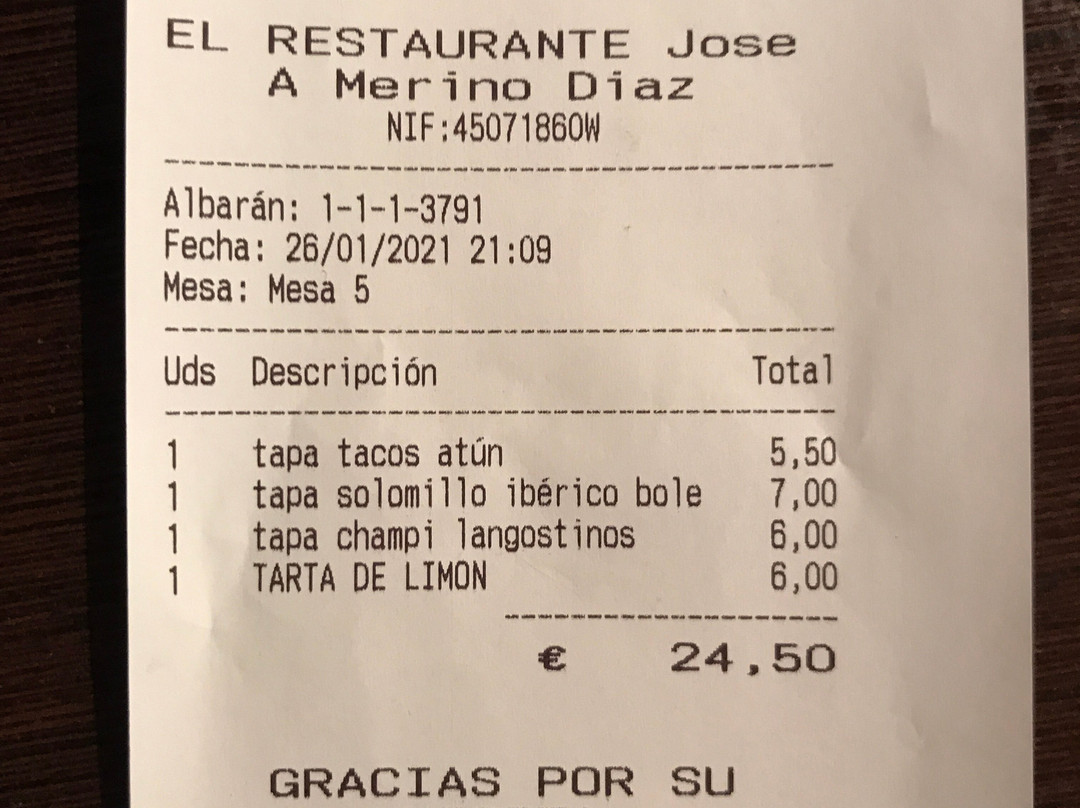 EL RESTAURANTE Jose
A Merino Diaz
NIF:45071860W
Albarán: 1-1-1-3791
Fecha: 26/01/2021 21:09
Mesa: Mesa 5
Uds Descripción Total
1 tapa tacos atún 5,50
1 tapa solomillo ibérico bole 7,00
1 tapa champi langostinos 6,00
1 TARTA DE LIMON 6,00
€ 24,50
GRACIAS POR SU